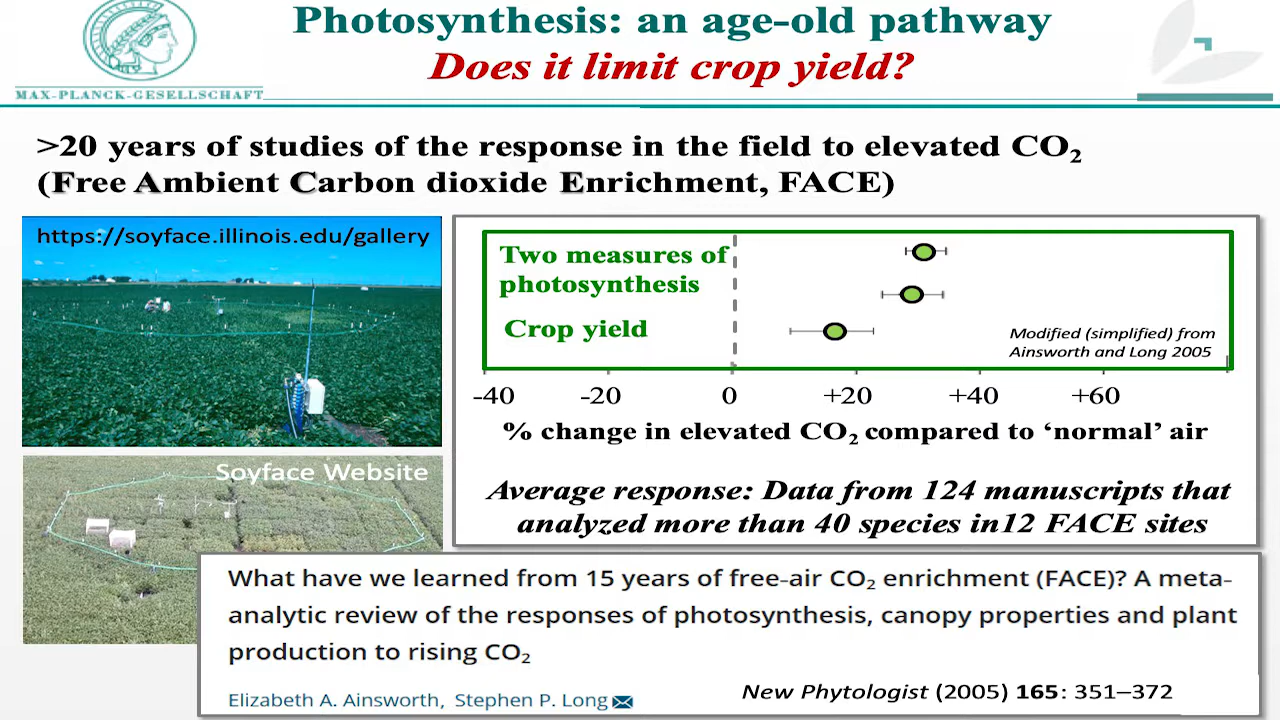 Photosynthesis: an age-old pathway
Does it limit crop yield?
MAX-PLANCK-GESELLSCHAFT
>20 years of studies of the response in the field to elevated CO₂
(Free Ambient Carbon dioxide Enrichment, FACE)
https://soyface.illinois.edu/gallery
Soyface Website
Two measures of
photosynthesis
Crop yield
Modified (simplified) from
Ainsworth and Long 2005
-40 -20 0 +20 +40 +60
% change in elevated CO₂ compared to ‘normal’ air
Average response: Data from 124 manuscripts that
analyzed more than 40 species in12 FACE sites
What have we learned from 15 years of free-air CO₂ enrichment (FACE)? A meta-
analytic review of the responses of photosynthesis, canopy properties and plant
production to rising CO₂
Elizabeth A. Ainsworth, Stephen P. Long
New Phytologist (2005) 165: 351–372